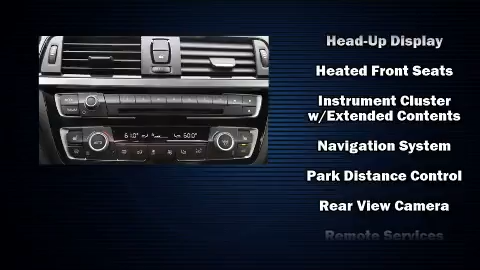 Head-Up Display
Heated Front Seats
Instrument Cluster
w/Extended Contents
Navigation System
Park Distance Control
Rear View Camera
Remote Services